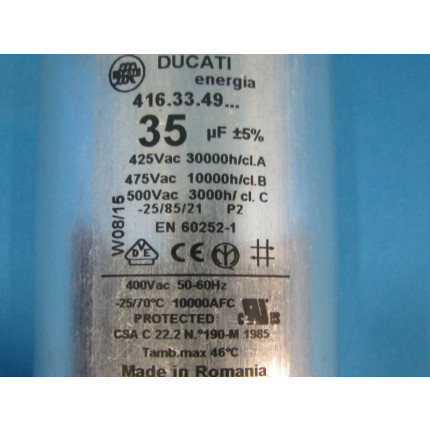 DUCATI
energia
416.33.49...
35 µF ±5%
425Vac 30000h/cl.A
475Vac 10000h/cl.B
500Vac 3000h/ cl. C
-25/85/21 P2
EN 60252-1
W08/15
VDE CE
400Vac 50-60Hz
-25/70°C 10000AFC
PROTECTED
CSA C 22.2 N.°190-M 1985
Tamb.max 46°C
Made in Romania